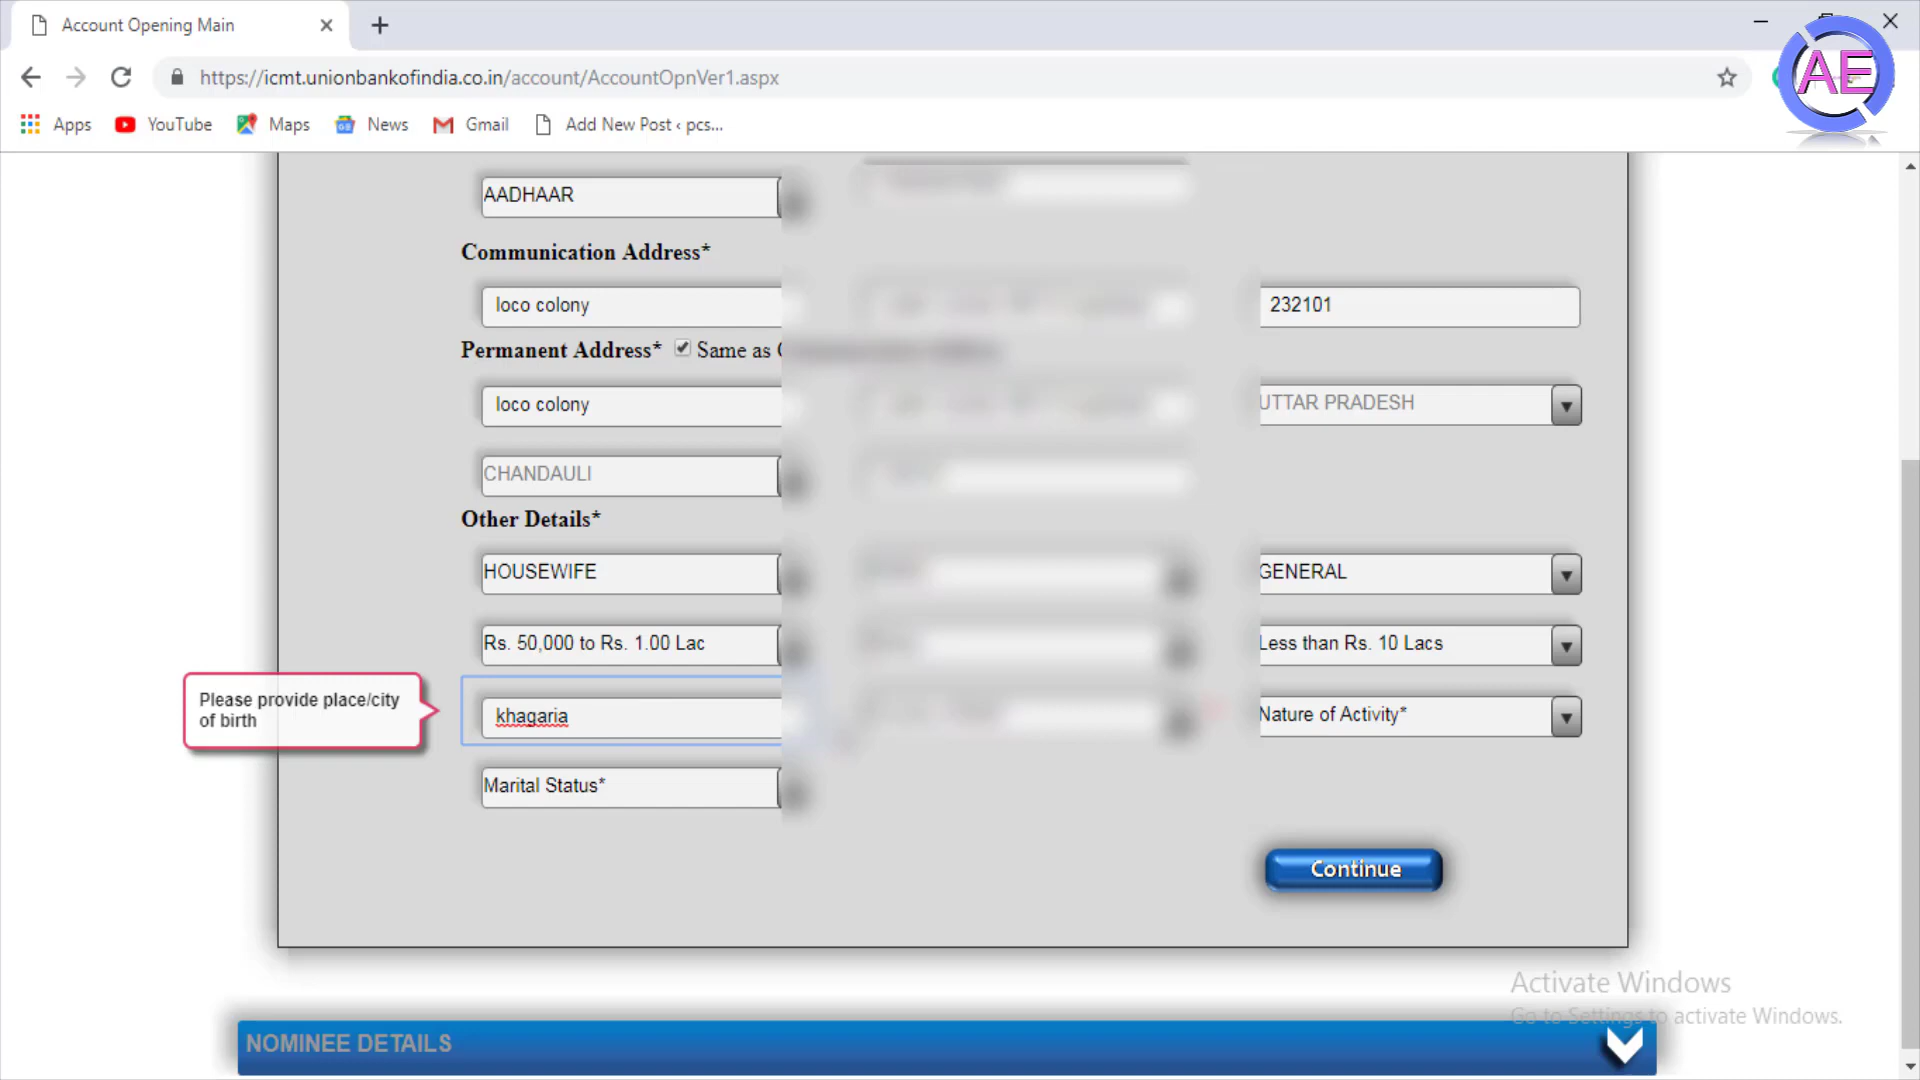 Account Opening Main
AE
https://icmt.unionbankofindia.co.in/account/AccountOpnVer1.aspx
Apps YouTube Maps News Gmail Add New Post ‹ pcs...
AADHAAR
Communication Address*
loco colony 232101
Permanent Address* Same as
loco colony UTTAR PRADESH
CHANDAULI
Other Details*
HOUSEWIFE GENERAL
Rs. 50,000 to Rs. 1.00 Lac Less than Rs. 10 Lacs
Please provide place/city
of birth
khagaria Nature of Activity*
Marital Status*
Continue
Activate Windows
Go to Settings to activate Windows.
NOMINEE DETAILS